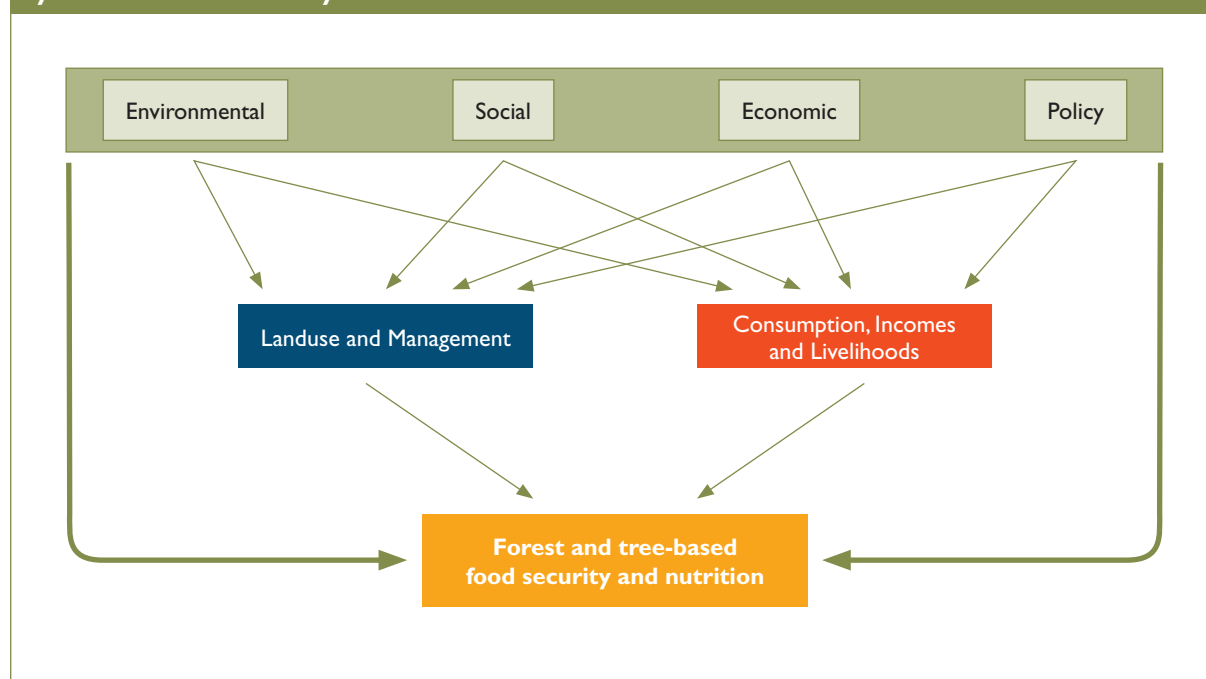 Environmental
Social
Economic
Policy
Landuse and Management
Consumption, Incomes
and Livelihoods
Forest and tree-based
food security and nutrition